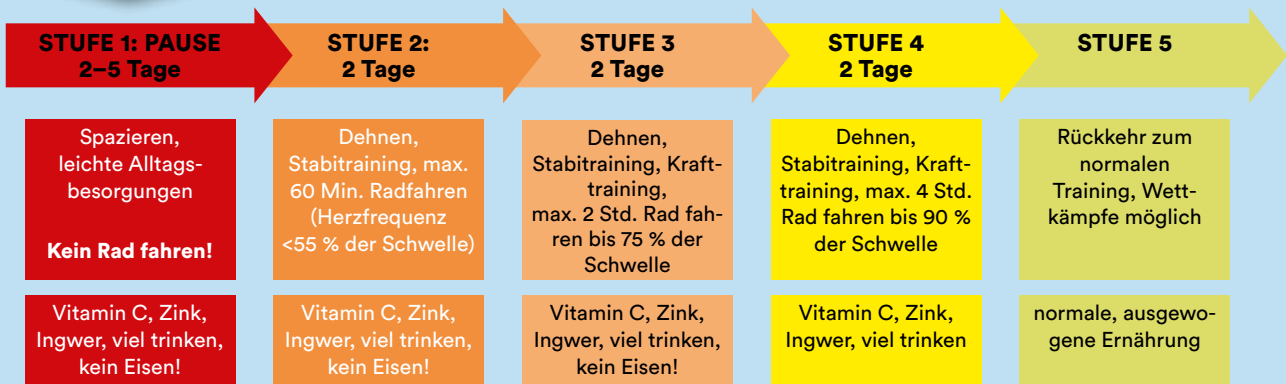 STUFE 1: PAUSE
2–5 Tage
STUFE 2:
2 Tage
STUFE 3
2 Tage
STUFE 4
2 Tage
STUFE 5
Spazieren,
leichte Alltags-
besorgungen
Kein Rad fahren!
Dehnen,
Stabitraining, max.
60 Min. Radfahren
(Herzfrequenz
<55 % der Schwelle)
Dehnen,
Stabitraining, Kraft-
training,
max. 2 Std. Rad fah-
ren bis 75 % der
Schwelle
Dehnen,
Stabitraining, Kraft-
training, max. 4 Std.
Rad fahren bis 90 %
der Schwelle
Rückkehr zum
normalen
Training, Wett-
kämpfe möglich
Vitamin C, Zink,
Ingwer, viel trinken,
kein Eisen!
Vitamin C, Zink,
Ingwer, viel trinken,
kein Eisen!
Vitamin C, Zink,
Ingwer, viel trinken,
kein Eisen!
Vitamin C, Zink,
Ingwer, viel trinken
normale, ausgewo-
gene Ernährung